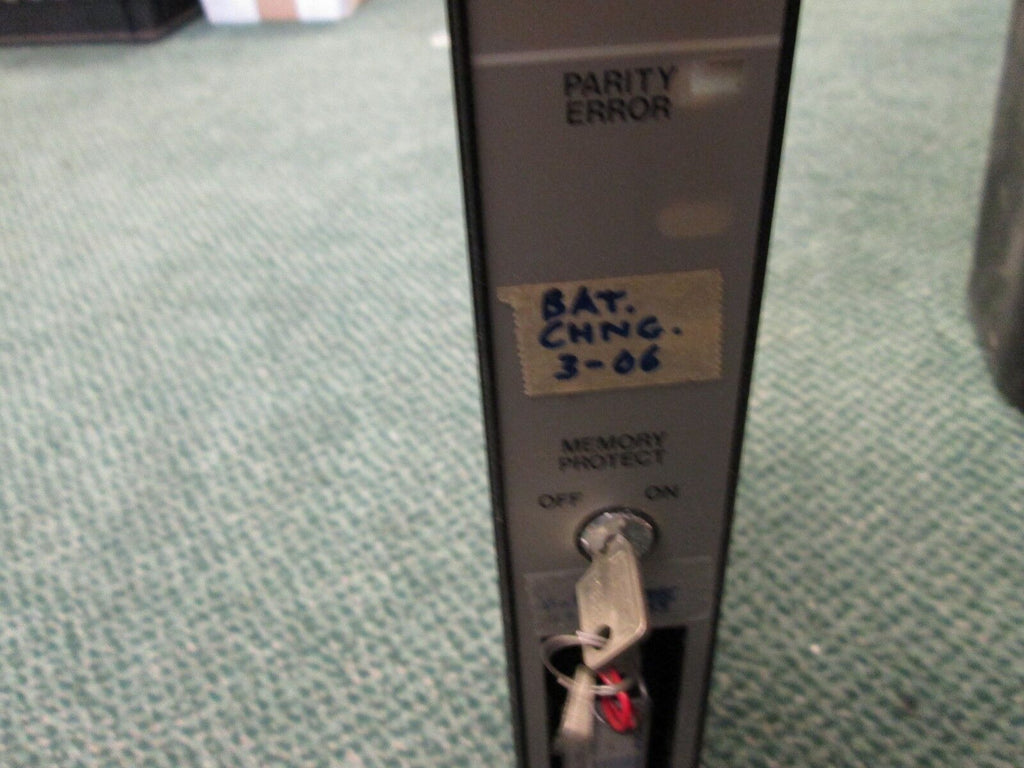 PARITY
ERROR
BAT.
CHNG.
3-06
MEMORY
PROTECT
OFF ON